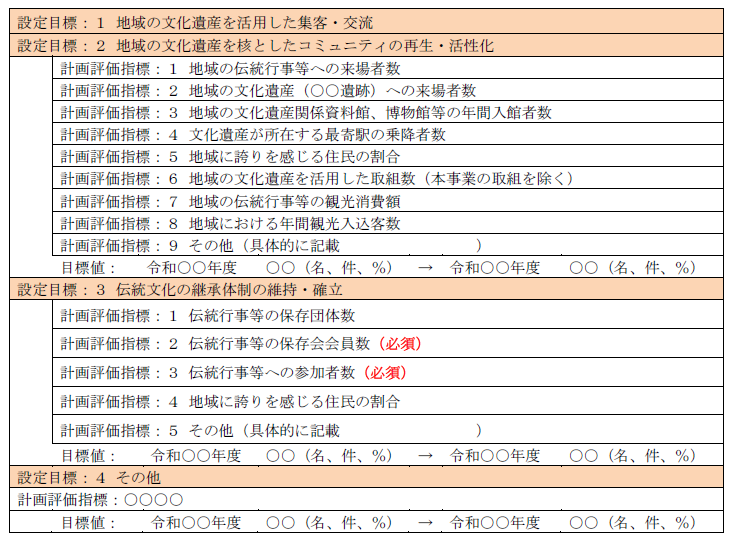 設定目標：１ 地域の文化遺産を活用した集客・交流
設定目標：２ 地域の文化遺産を核としたコミュニティの再生・活性化
計画評価指標：１ 地域の伝統行事等への来場者数
計画評価指標：２ 地域の文化遺産（○○遺跡）への来場者数
計画評価指標：３ 地域の文化遺産関係資料館、博物館等の年間入館者数
計画評価指標：４ 文化遺産が所在する最寄駅の乗降者数
計画評価指標：５ 地域に誇りを感じる住民の割合
計画評価指標：６ 地域の文化遺産を活用した取組数（本事業の取組を除く）
計画評価指標：７ 地域の伝統行事等の観光消費額
計画評価指標：８ 地域における年間観光入込客数
計画評価指標：９ その他（具体的に記載　　　　　　　　　）
目標値：　令和○○年度　○○（名、件、％）　→　令和○○年度　○○（名、件、％）
設定目標：３ 伝統文化の継承体制の維持・確立
計画評価指標：１ 伝統行事等の保存団体数
計画評価指標：２ 伝統行事等の保存会会員数（必須）
計画評価指標：３ 伝統行事等への参加者数（必須）
計画評価指標：４ 地域に誇りを感じる住民の割合
計画評価指標：５ その他（具体的に記載　　　　　　　　　）
目標値：　令和○○年度　○○（名、件、％）　→　令和○○年度　○○（名、件、％）
設定目標：４ その他
計画評価指標：○○○○
目標値：　令和○○年度　○○（名、件、％）　→　令和○○年度　○○（名、件、％）